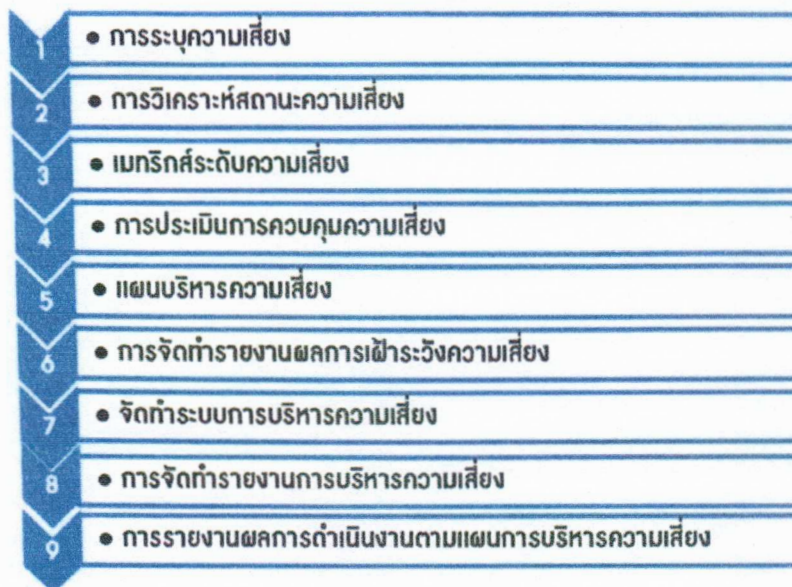 1 • การระบุความเสี่ยง
2 • การวิเคราะห์สถานะความเสี่ยง
3 • เมทริกส์ระดับความเสี่ยง
4 • การประเมินการควบคุมความเสี่ยง
5 • แผนบริหารความเสี่ยง
6 • การจัดทำรายงานผลการเฝ้าระวังความเสี่ยง
7 • จัดทำระบบการบริหารความเสี่ยง
8 • การจัดทำรายงานการบริหารความเสี่ยง
9 • การรายงานผลการดำเนินงานตามแผนการบริหารความเสี่ยง